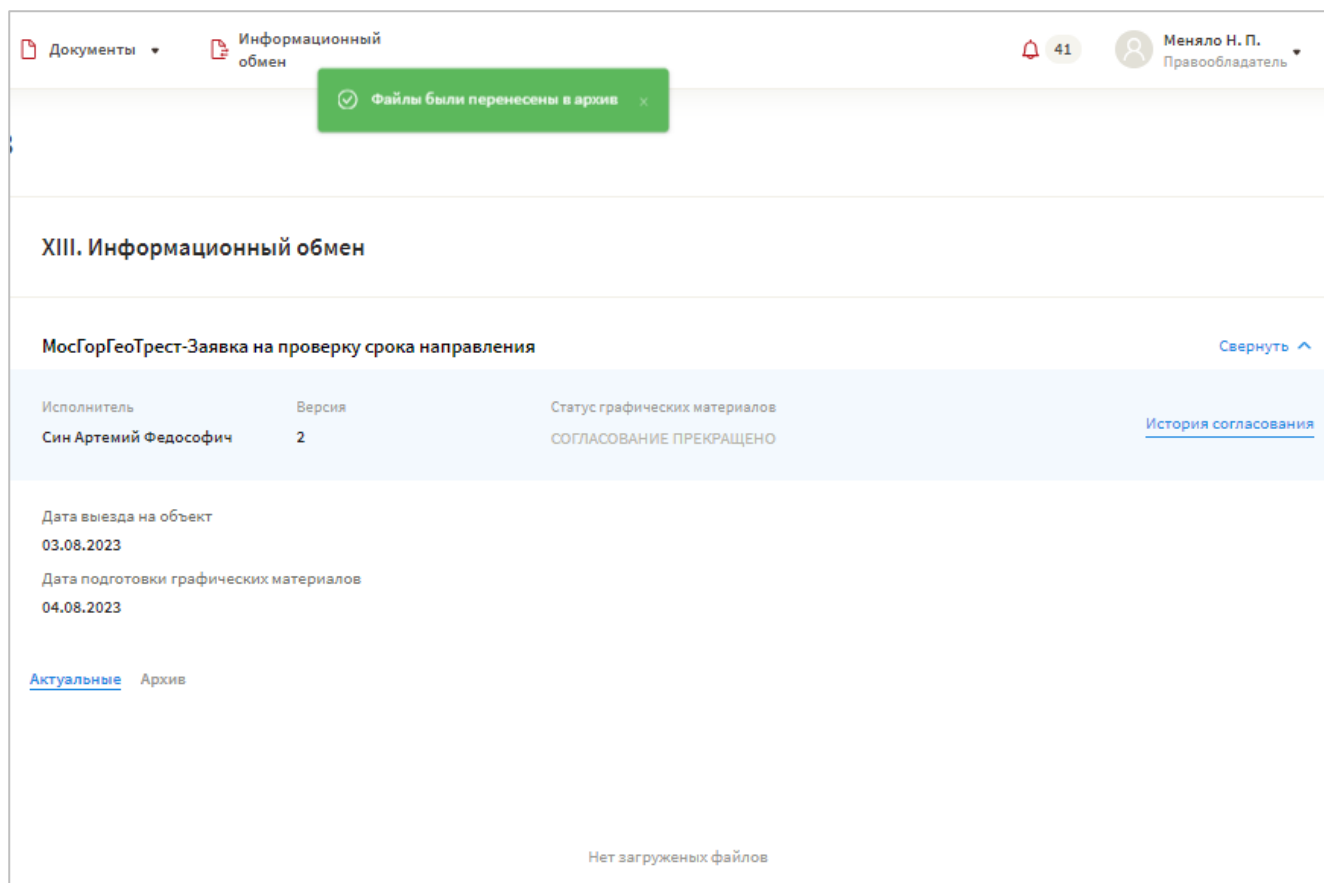 Документы
Информационный
обмен
41
Меняло Н. П.
Правообладатель
Файлы были перенесены в архив ×
XIII. Информационный обмен
МосГорГеоТрест-Заявка на проверку срока направления
Свернуть
Исполнитель Версия Статус графических материалов
Син Артемий Федософич 2 СОГЛАСОВАНИЕ ПРЕКРАЩЕНО
История согласования
Дата выезда на объект
03.08.2023
Дата подготовки графических материалов
04.08.2023
Актуальные Архив
Нет загруженых файлов